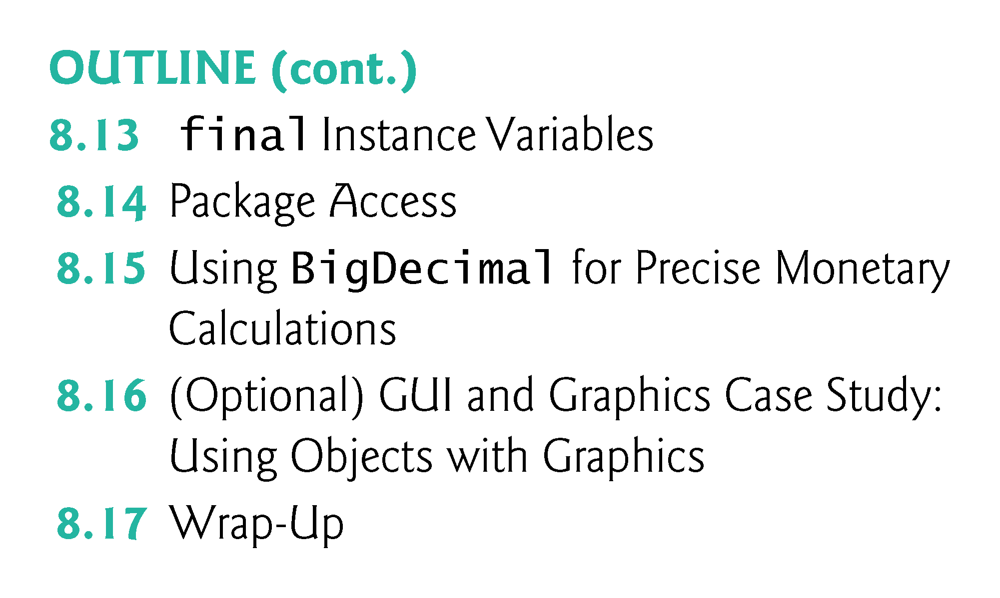 OUTLINE (cont.)
8.13 final Instance Variables
8.14 Package Access
8.15 Using BigDecimal for Precise Monetary
Calculations
8.16 (Optional) GUI and Graphics Case Study:
Using Objects with Graphics
8.17 Wrap-Up